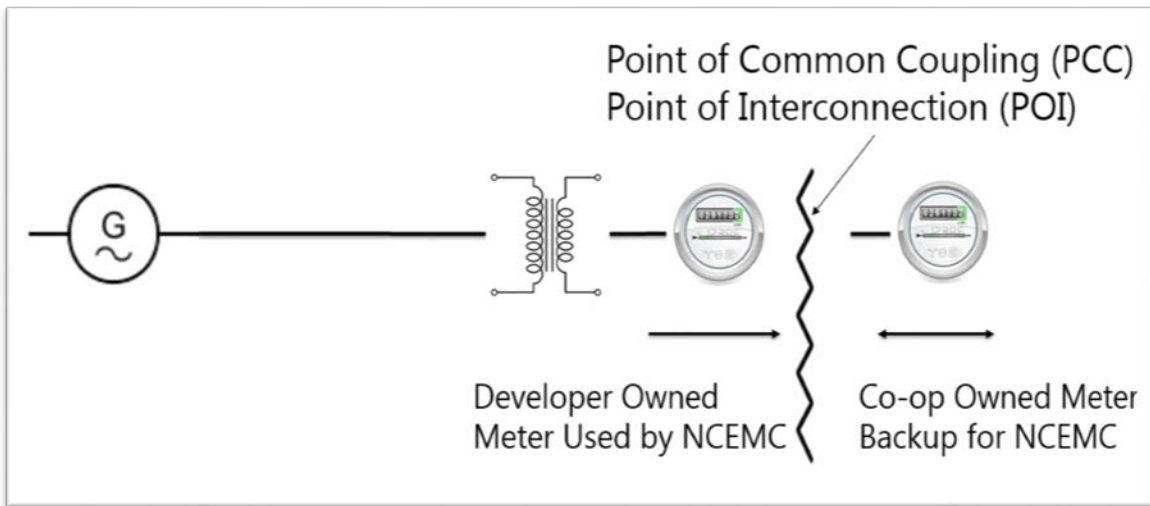 Point of Common Coupling (PCC)
Point of Interconnection (POI)
G
Developer Owned
Meter Used by NCEMC
Co-op Owned Meter
Backup for NCEMC